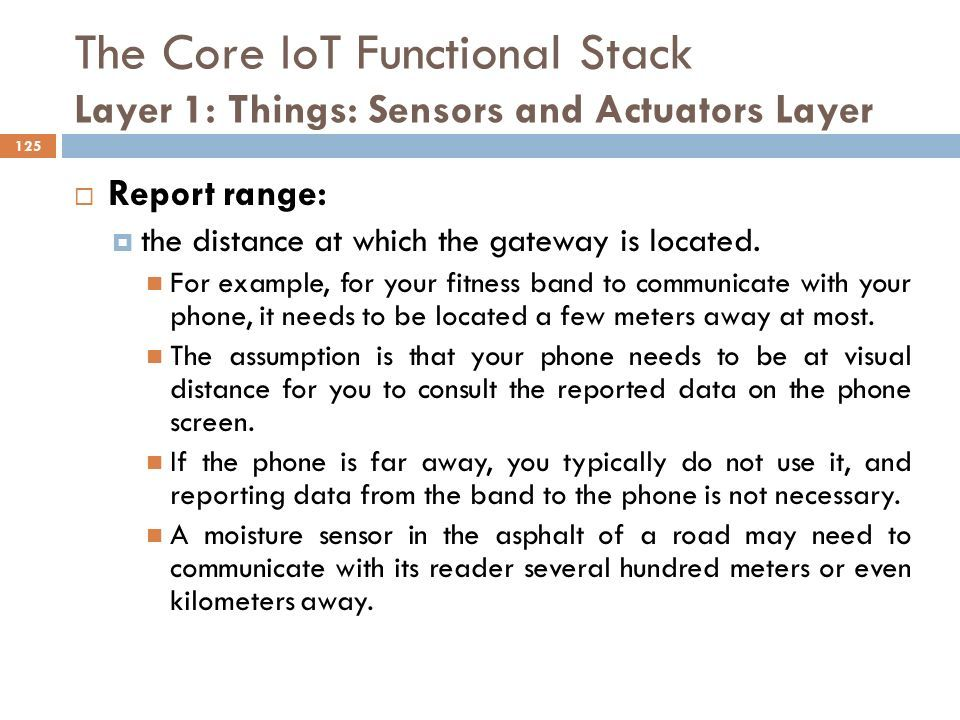 The Core IoT Functional Stack
Layer 1: Things: Sensors and Actuators Layer
125
Report range:
the distance at which the gateway is located.
For example, for your fitness band to communicate with your
phone, it needs to be located a few meters away at most.
The assumption is that your phone needs to be at visual
distance for you to consult the reported data on the phone
screen.
If the phone is far away, you typically do not use it, and
reporting data from the band to the phone is not necessary.
A moisture sensor in the asphalt of a road may need to
communicate with its reader several hundred meters or even
kilometers away.